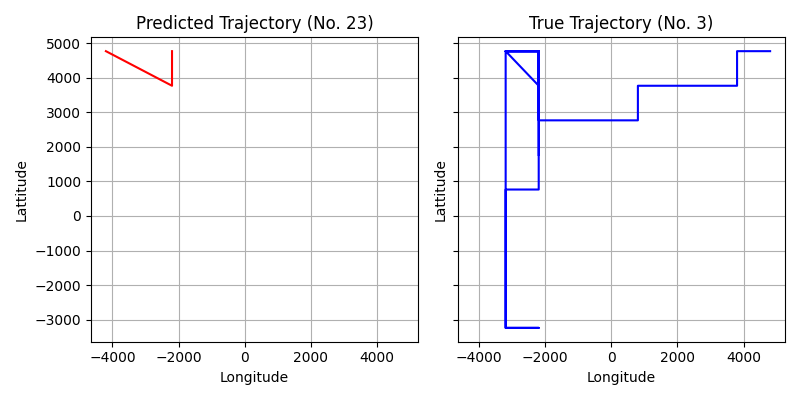 Predicted Trajectory (No. 23)
True Trajectory (No. 3)
5000
4000
3000
2000
1000
0
−1000
−2000
−3000
Lattitude
Lattitude
−4000 −2000 0 2000 4000
−4000 −2000 0 2000 4000
Longitude
Longitude